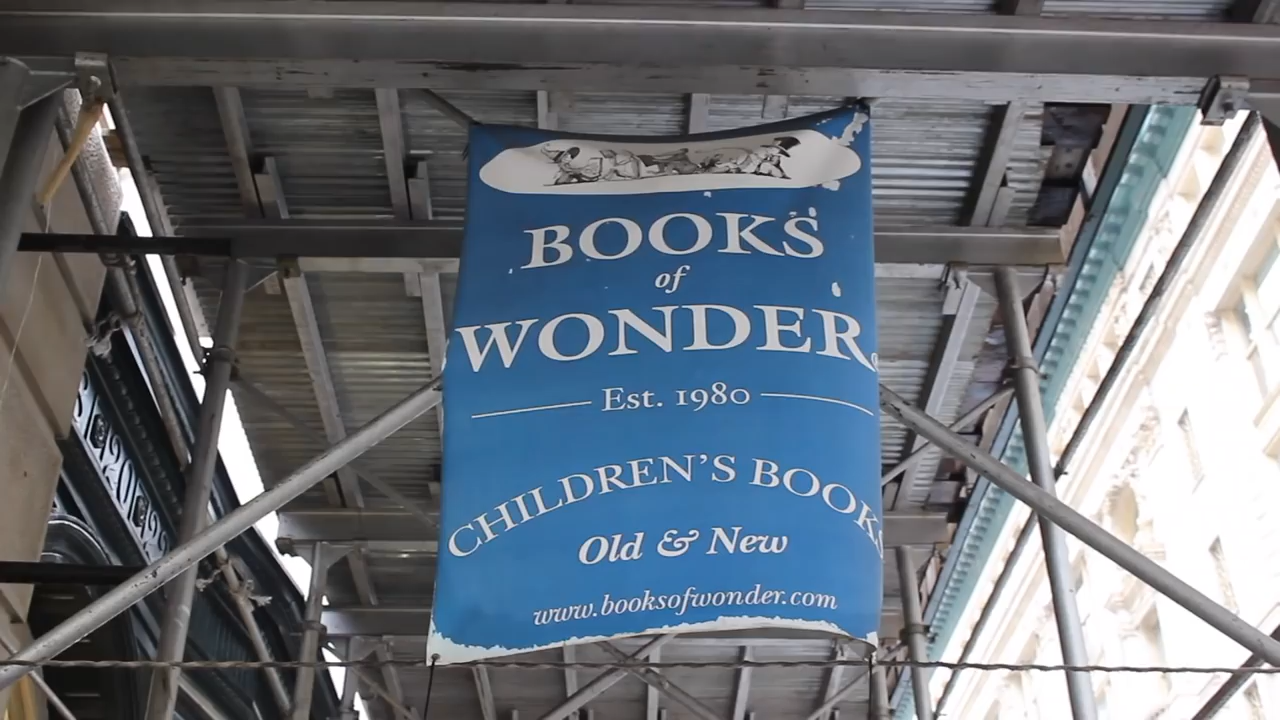 BOOKS
of
WONDER
Est. 1980
CHILDREN'S BOOKS
Old & New
www.booksofwonder.com